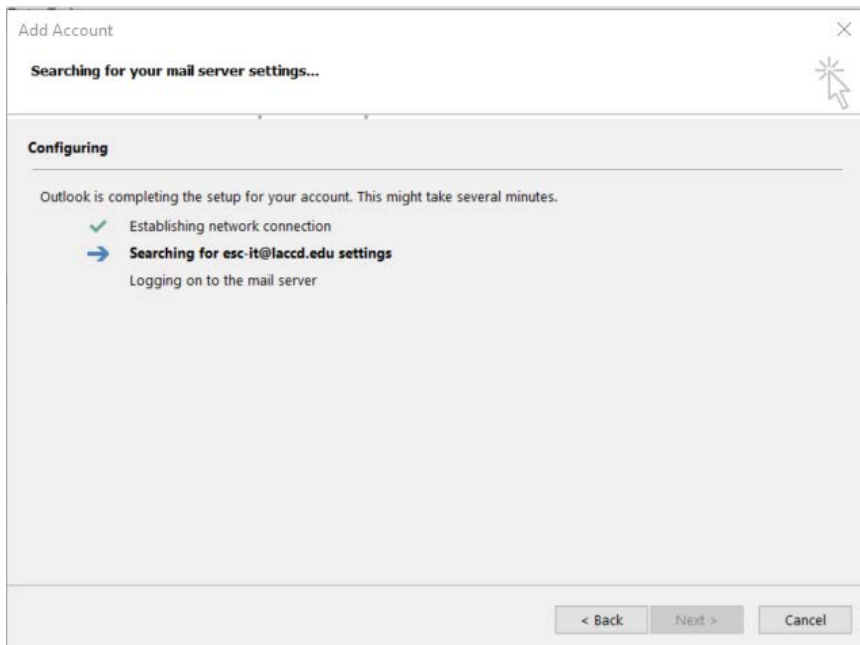 Add Account
Searching for your mail server settings...
Configuring
Outlook is completing the setup for your account. This might take several minutes.
Establishing network connection
Searching for esc-it@laccd.edu settings
Logging on to the mail server
< Back Next > Cancel